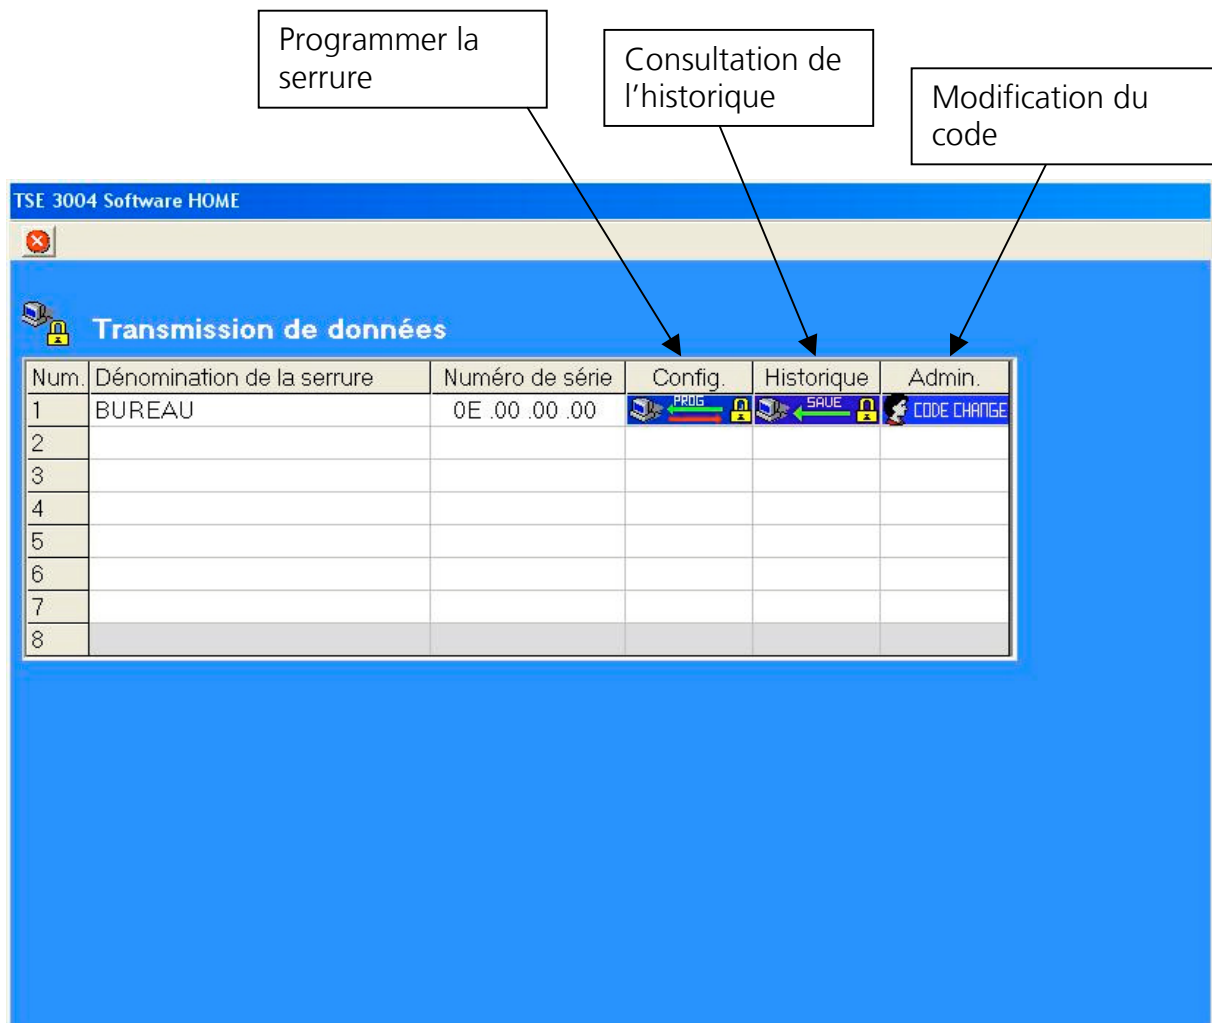 Programmer la
serrure
Consultation de
l'historique
Modification du
code
TSE 3004 Software HOME
Transmission de données
Num. Dénomination de la serrure Numéro de série Config. Historique Admin.
1 BUREAU 0E .00 .00 .00 PROG SAVE CODE CHANGE
2
3
4
5
6
7
8